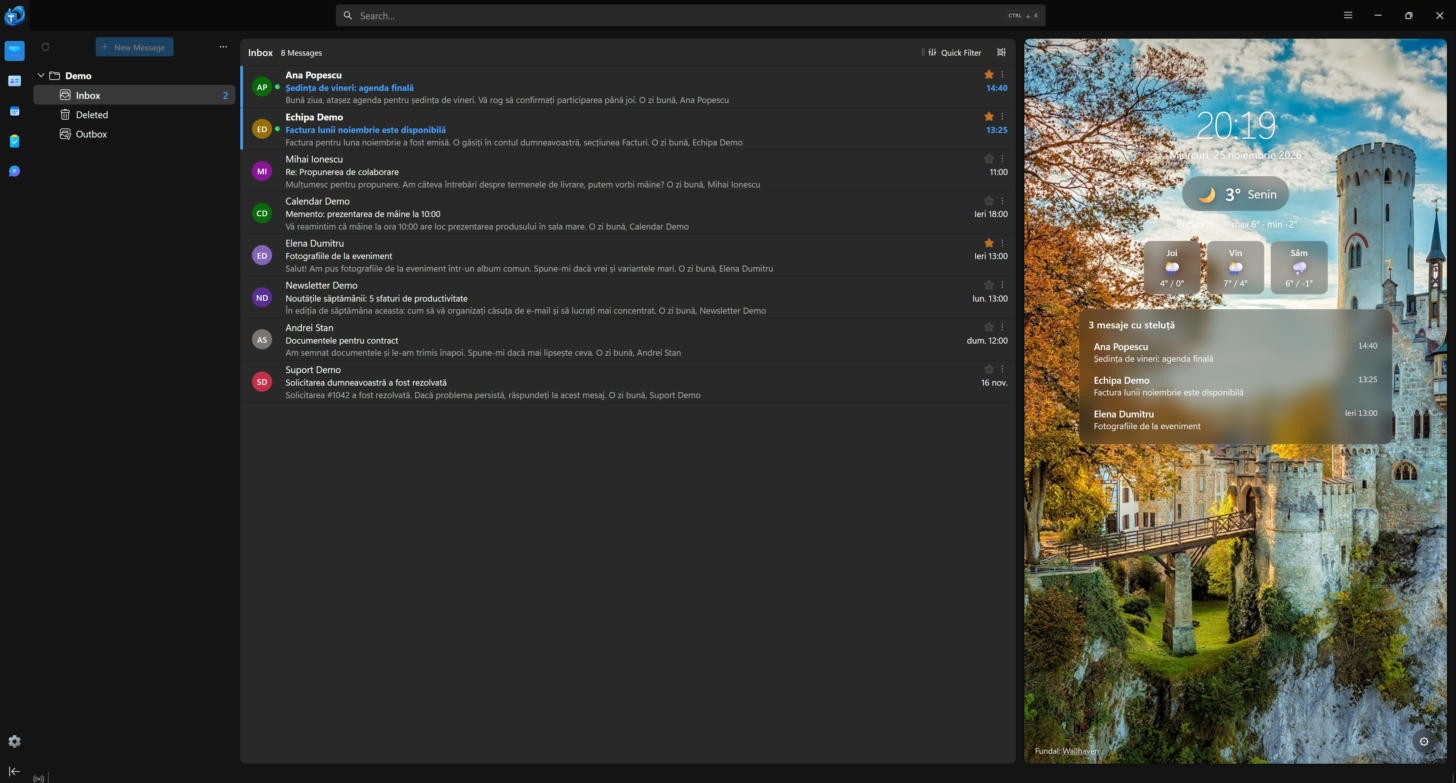 Search...
CTRL + K
+ New Message
Demo
Inbox 2
Deleted
Outbox
Inbox 8 Messages
Quick Filter
AP
Ana Popescu
Ședința de vineri: agenda finală 14:40
Bună ziua, atașez agenda pentru ședința de vineri. Vă rog să confirmați participarea până joi. O zi bună, Ana Popescu
ED
Echipa Demo
Factura lunii noiembrie este disponibilă 13:25
Factura pentru luna noiembrie a fost emisă. O găsiți în contul dumneavoastră, secțiunea Facturi. O zi bună, Echipa Demo
MI
Mihai Ionescu
Re: Propunerea de colaborare 11:00
Mulțumesc pentru propunere. Am câteva întrebări despre termenele de livrare, putem vorbi mâine? O zi bună, Mihai Ionescu
CD
Calendar Demo
Memento: prezentarea de mâine la 10:00 Ieri 18:00
Vă reamintim că mâine la ora 10:00 are loc prezentarea produsului în sala mare. O zi bună, Calendar Demo
ED
Elena Dumitru
Fotografiile de la eveniment Ieri 13:00
Salut! Am pus fotografiile de la eveniment într-un album comun. Spune-mi dacă vrei și variantele mari. O zi bună, Elena Dumitru
ND
Newsletter Demo
Noutățile săptămânii: 5 sfaturi de productivitate lun. 13:00
În ediția de săptămâna aceasta: cum să vă organizați căsuța de e-mail și să lucrați mai concentrat. O zi bună, Newsletter Demo
AS
Andrei Stan
Documentele pentru contract dum. 12:00
Am semnat documentele și le-am trimis înapoi. Spune-mi dacă mai lipsește ceva. O zi bună, Andrei Stan
SD
Suport Demo
Solicitarea dumneavoastră a fost rezolvată 16 nov.
Solicitarea #1042 a fost rezolvată. Dacă problema persistă, răspundeți la acest mesaj. O zi bună, Suport Demo
20:19
Miercuri, 25 noiembrie 2026
3° Senin
max 6° · min -2°
Joi Vin Sâm
4° / 0° 7° / 4° 6° / -1°
3 mesaje cu steluță
Ana Popescu 14:40
Ședința de vineri: agenda finală
Echipa Demo 13:25
Factura lunii noiembrie este disponibilă
Elena Dumitru Ieri 13:00
Fotografiile de la eveniment
Fundal: Wallhaven